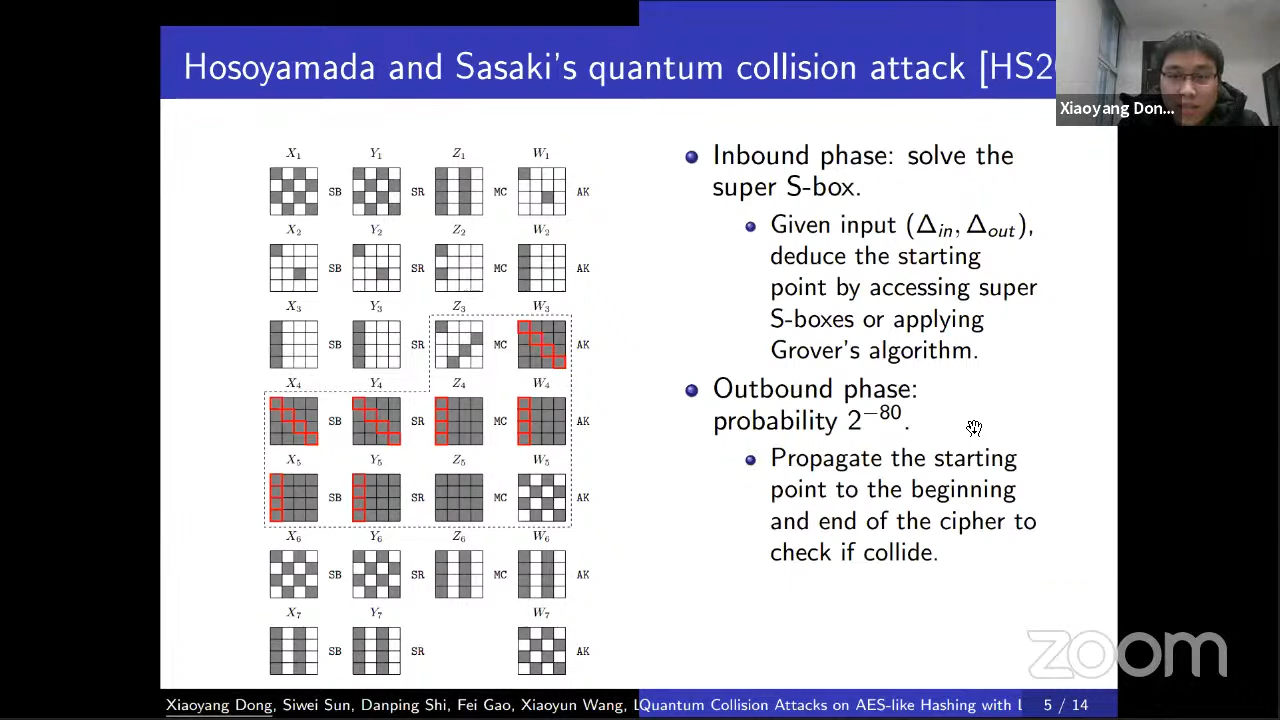 Hosoyamada and Sasaki's quantum collision attack [HS20
Xiaoyang Don...
X1 Y1 Z1 W1
SB SR MC AK
X2 Y2 Z2 W2
SB SR MC AK
X3 Y3 Z3 W3
SB SR MC AK
X4 Y4 Z4 W4
SB SR MC AK
X5 Y5 Z5 W5
SB SR MC AK
X6 Y6 Z6 W6
SB SR MC AK
X7 Y7 W7
SB SR AK
Inbound phase: solve the
super S-box.
Given input (Δin, Δout),
deduce the starting
point by accessing super
S-boxes or applying
Grover's algorithm.
Outbound phase:
probability 2⁻⁸⁰.
Propagate the starting
point to the beginning
and end of the cipher to
check if collide.
zoom
Xiaoyang Dong, Siwei Sun, Danping Shi, Fei Gao, Xiaoyun Wang, L Quantum Collision Attacks on AES-like Hashing with L 5 / 14